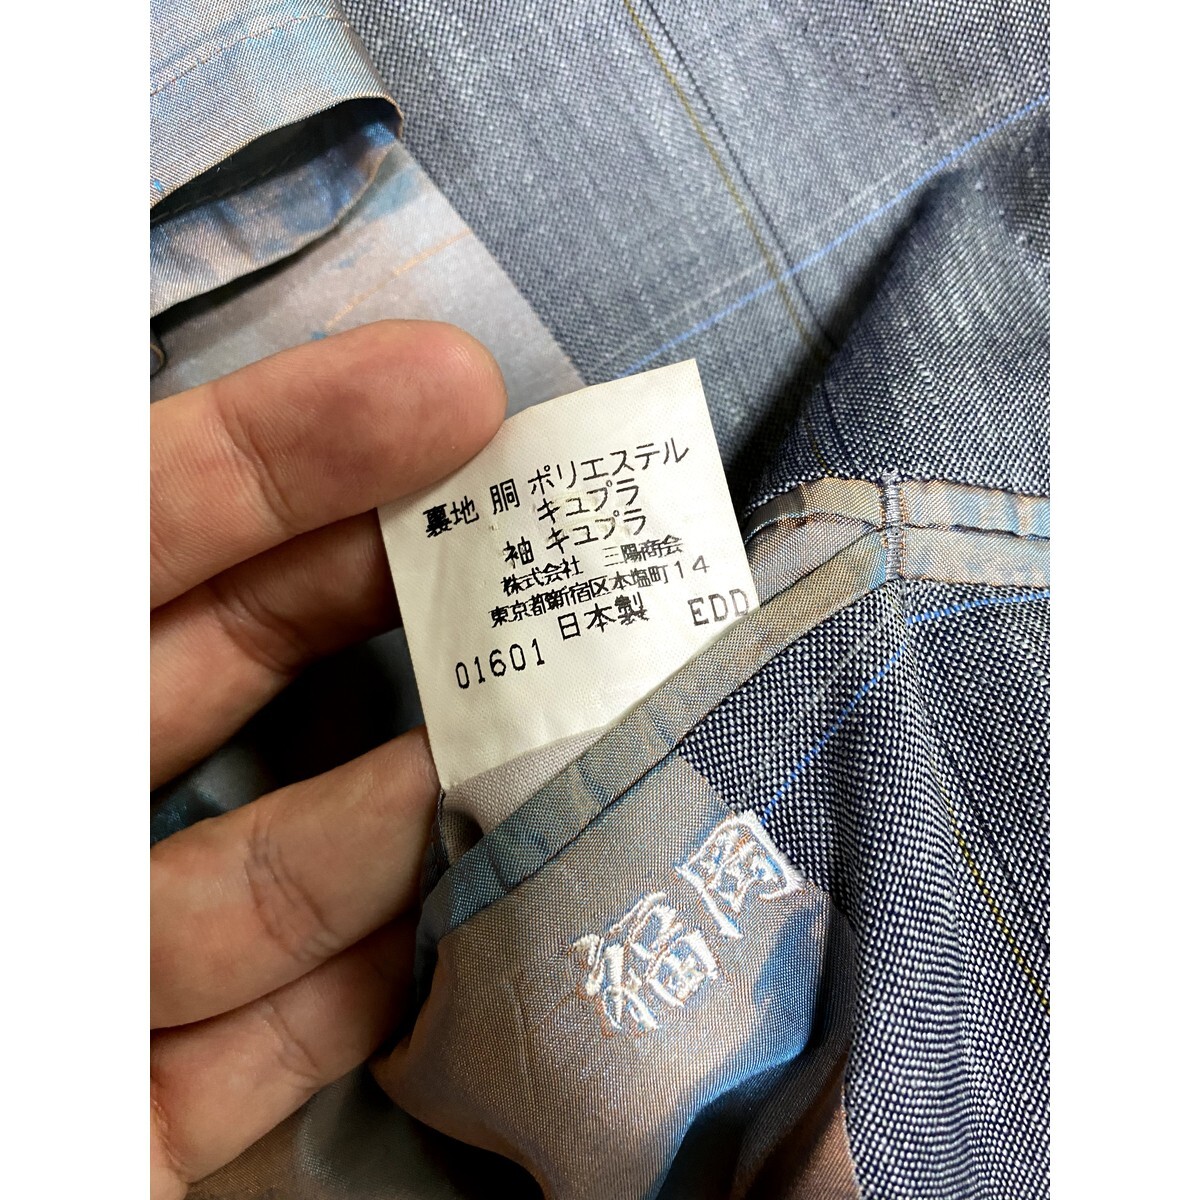 裏地 胴 ポリエステル
キュプラ
袖 キュプラ
株式会社 三陽商会
東京都新宿区本塩町14
日本製 EDD
01601
福岡